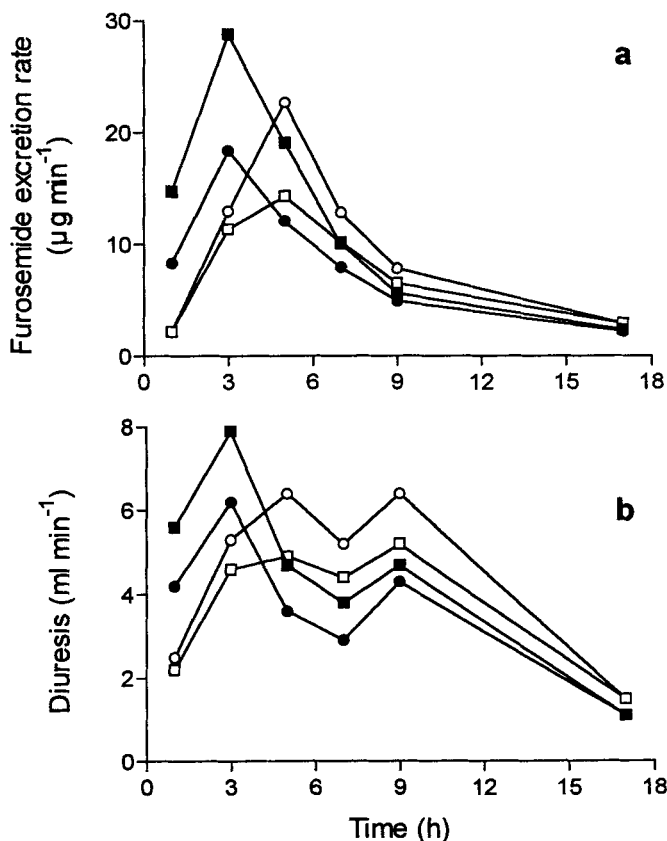 30
a
20
10
0
Furosemide excretion rate
(µg min⁻¹)
0 3 6 9 12 15 18
8
b
6
4
2
0
Diuresis (ml min⁻¹)
0 3 6 9 12 15 18
Time (h)